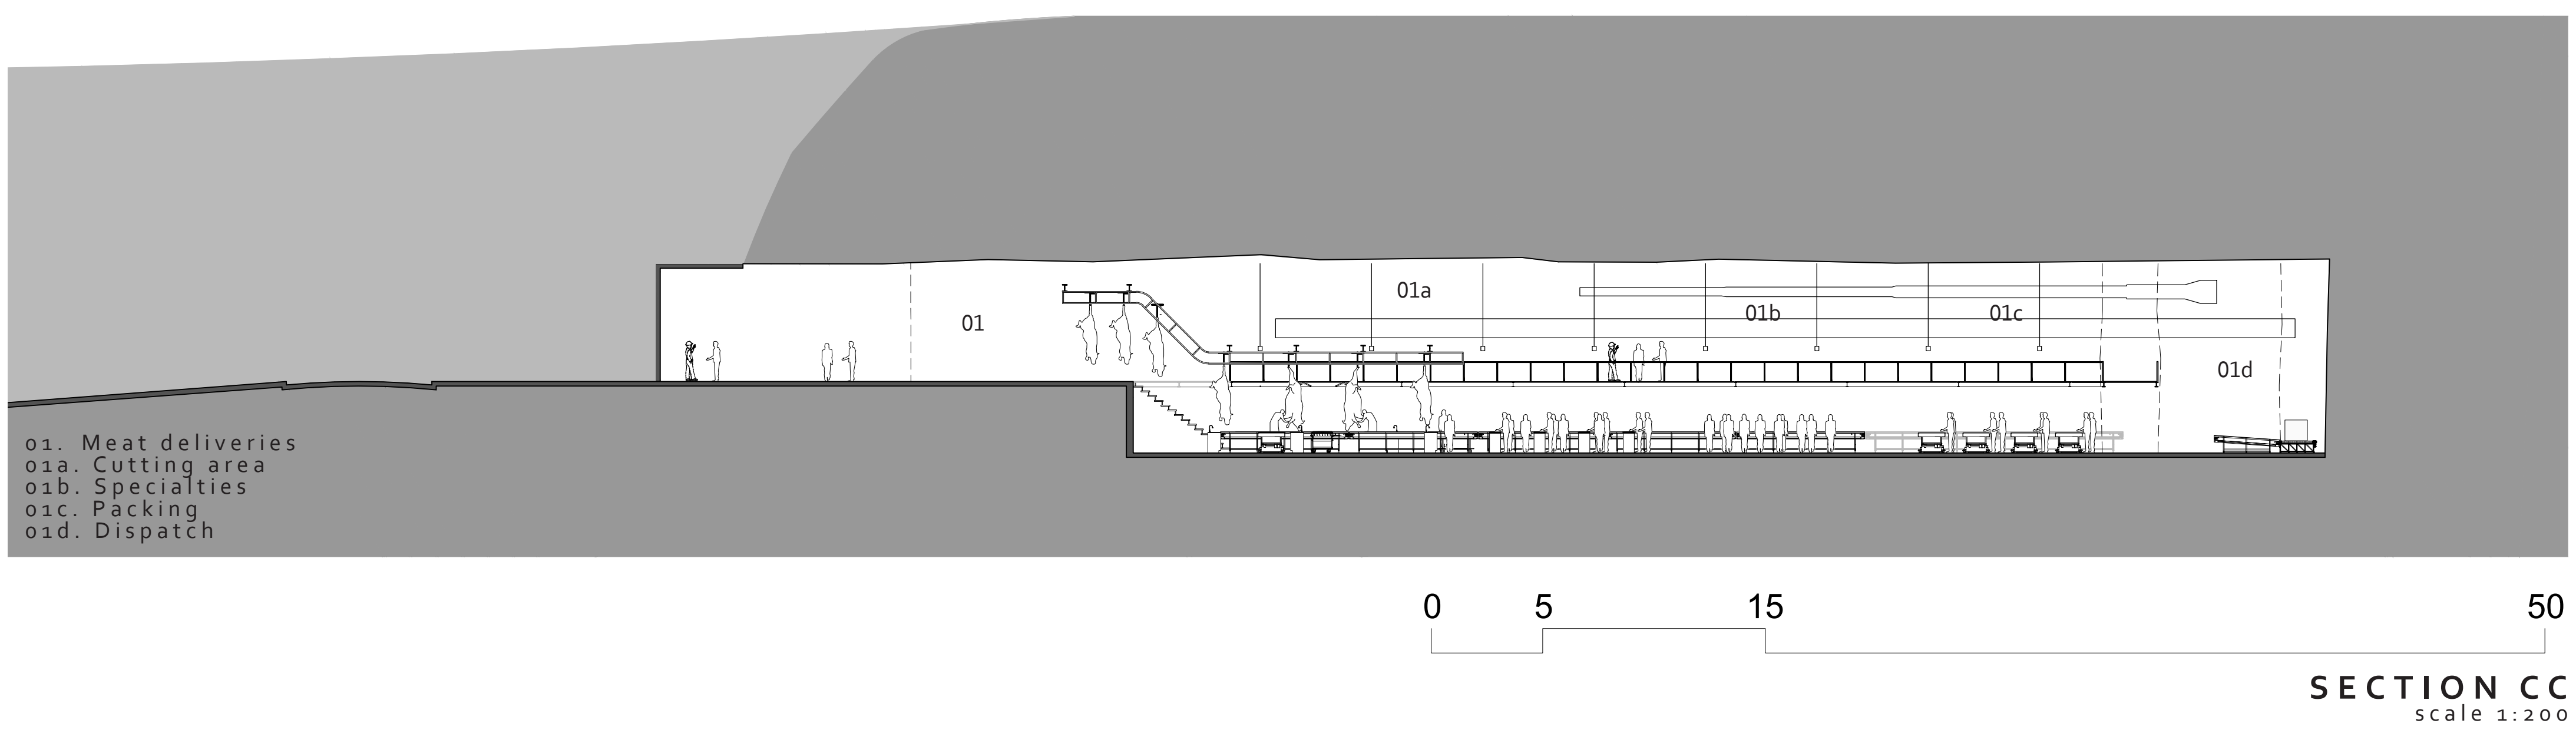 01a
01b
01c
01
01d
01. Meat deliveries
01a. Cutting area
01b. Specialties
01c. Packing
01d. Dispatch
0 5 15 50
SECTION CC
scale 1:200